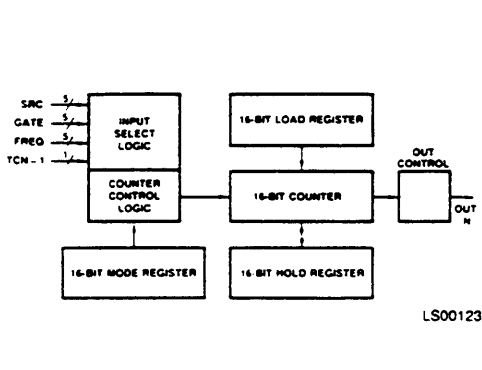 SRC 5
GATE 5
FREQ 5
TCN - 1 1
INPUT
SELECT
LOGIC
COUNTER
CONTROL
LOGIC
16-BIT LOAD REGISTER
16-BIT COUNTER
OUT
CONTROL
OUT
N
16-BIT MODE REGISTER
16-BIT HOLD REGISTER
LS00123